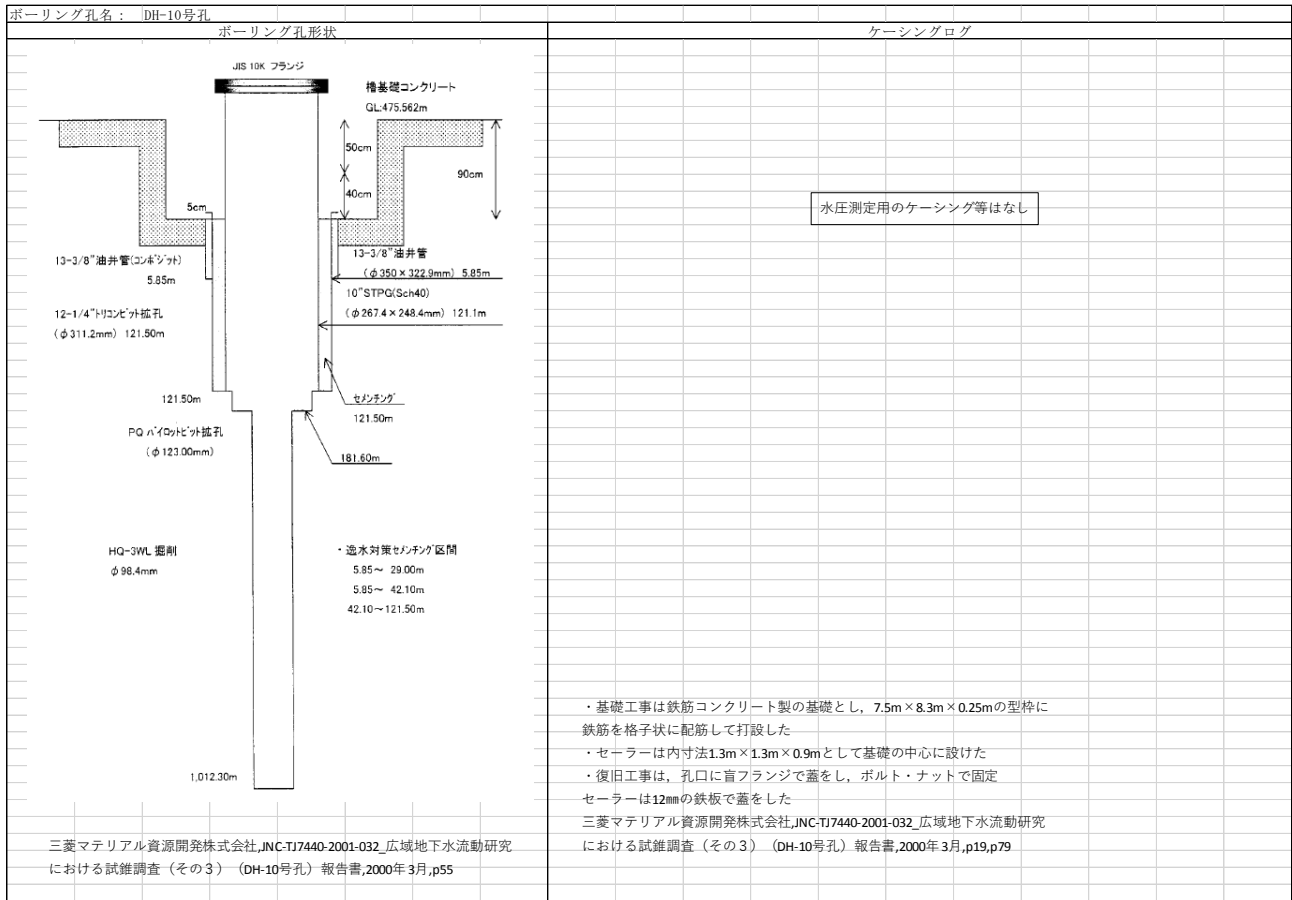 ボーリング孔名： DH-10号孔
ボーリング孔形状
ケーシングログ
JIS 10K フランジ
櫓基礎コンクリート
GL:475.562m
50cm
90cm
40cm
5cm
水圧測定用のケーシング等はなし
13-3/8"油井管(コンポジット)
5.85m
13-3/8"油井管
(φ350×322.9mm) 5.85m
12-1/4"トリコンビット拡孔
(φ311.2mm) 121.50m
10"STPG(Sch40)
(φ267.4×248.4mm) 121.1m
121.50m
セメンチング
121.50m
PQ パイロットビット拡孔
(φ123.00mm)
181.60m
HQ-3WL 掘削
φ98.4mm
・逸水対策セメンチング区間
5.85～ 29.00m
5.85～ 42.10m
42.10～121.50m
1,012.30m
三菱マテリアル資源開発株式会社,JNC-TJ7440-2001-032_広域地下水流動研究
における試錐調査（その３）（DH-10号孔）報告書,2000年3月,p55
・基礎工事は鉄筋コンクリート製の基礎とし，7.5m×8.3m×0.25mの型枠に
鉄筋を格子状に配筋して打設した
・セーラーは内寸法1.3m×1.3m×0.9mとして基礎の中心に設けた
・復旧工事は，孔口に盲フランジで蓋をし，ボルト・ナットで固定
セーラーは12㎜の鉄板で蓋をした
三菱マテリアル資源開発株式会社,JNC-TJ7440-2001-032_広域地下水流動研究
における試錐調査（その３）（DH-10号孔）報告書,2000年3月,p19,p79